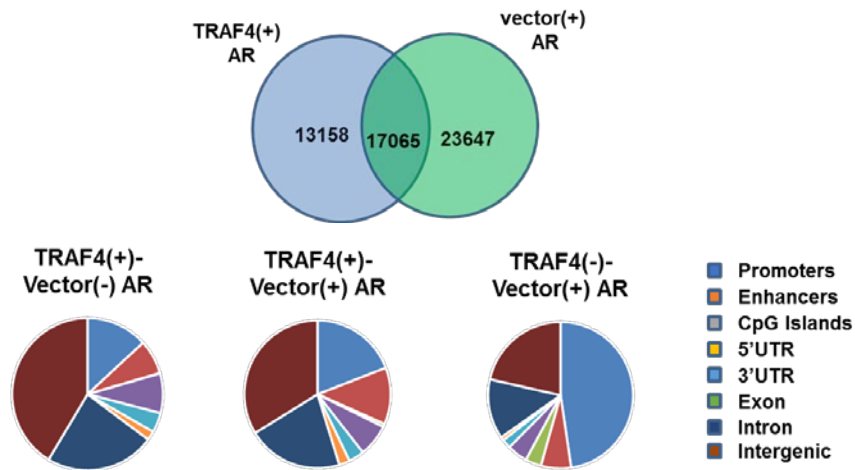 TRAF4(+)
AR
vector(+)
AR
13158
17065
23647
TRAF4(+)-
Vector(-) AR
TRAF4(+)-
Vector(+) AR
TRAF4(-)-
Vector(+) AR
Promoters
Enhancers
CpG Islands
5'UTR
3'UTR
Exon
Intron
Intergenic